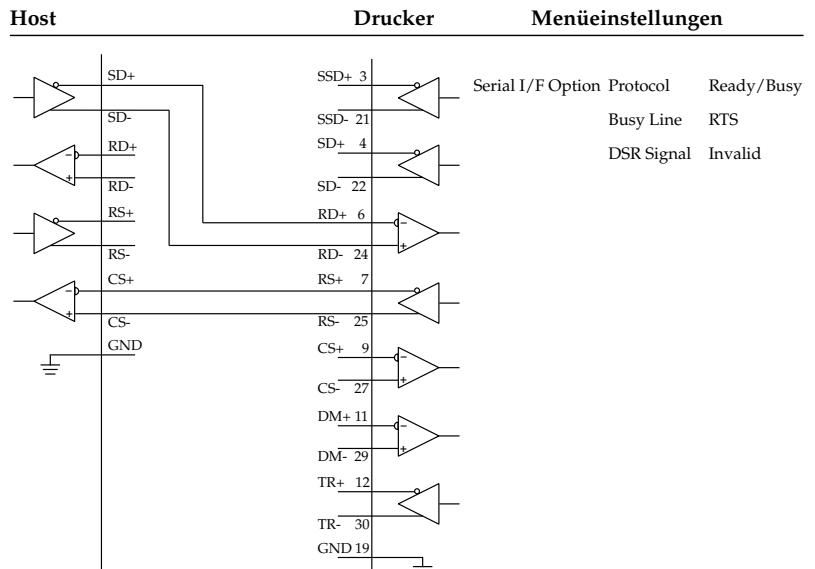 Host Drucker Menüeinstellungen
SD+ SSD+ 3 Serial I/F Option Protocol Ready/Busy
SD- SSD- 21 Busy Line RTS
RD+ SD+ 4 DSR Signal Invalid
RD- SD- 22
RS+ RD+ 6
RS- RD- 24
CS+ RS+ 7
CS- RS- 25
GND CS+ 9
CS- 27
DM+ 11
DM- 29
TR+ 12
TR- 30
GND 19